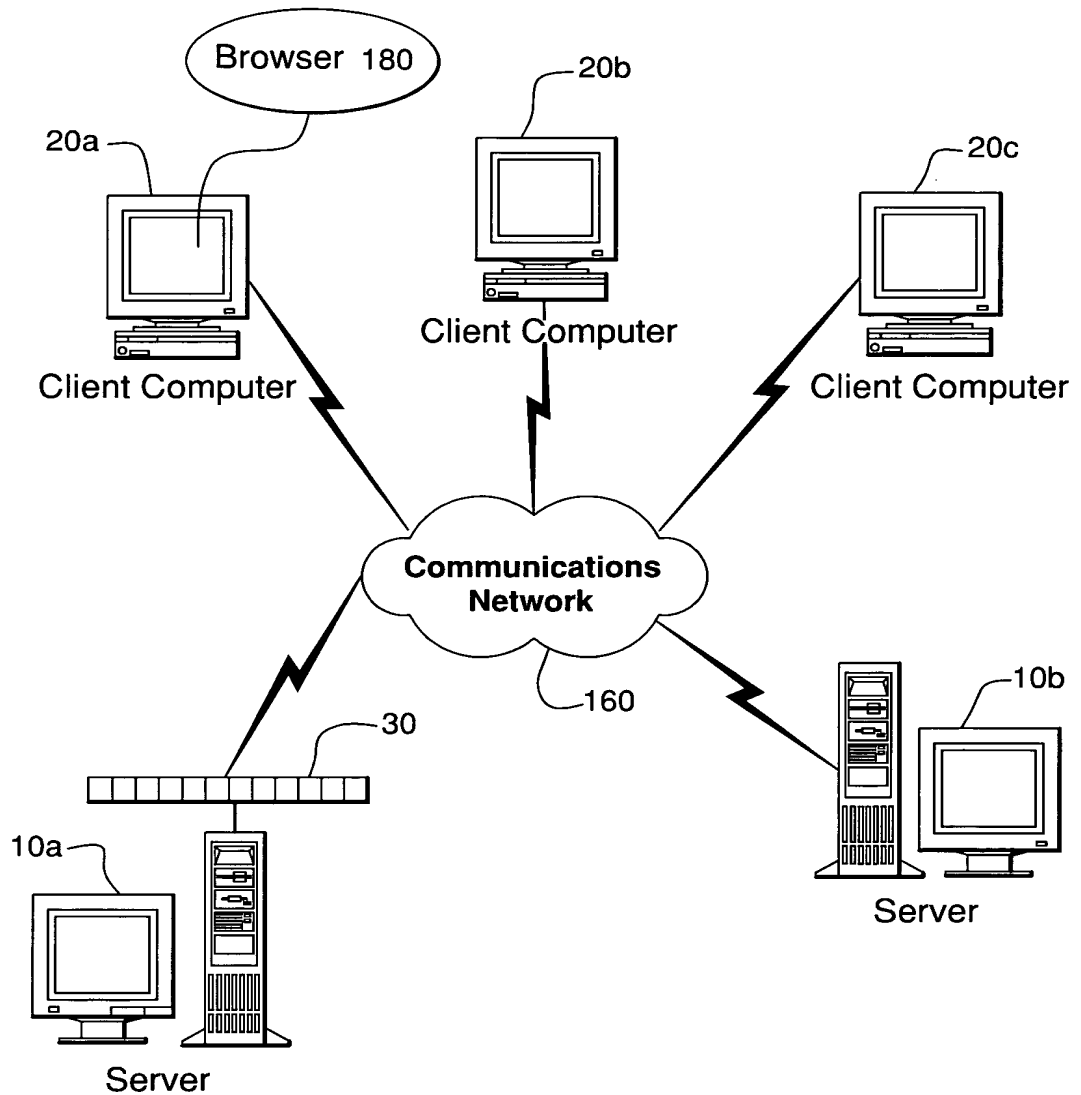 Browser 180
20b
20a
20c
Client Computer
Client Computer
Client Computer
Communications
Network
160
10b
30
10a
Server
Server